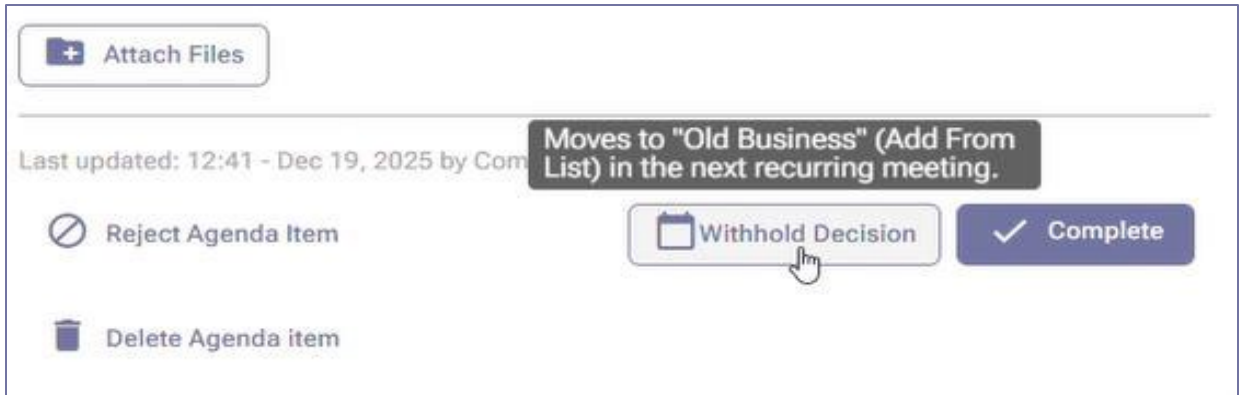 Attach Files
Moves to "Old Business" (Add From
List) in the next recurring meeting.
Last updated: 12:41 - Dec 19, 2025 by Com
Reject Agenda Item
Withhold Decision
Complete
Delete Agenda item